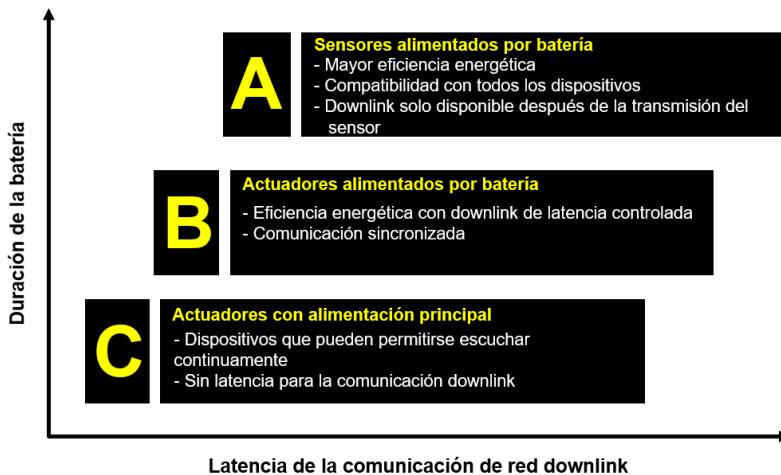 Duración de la batería
A
Sensores alimentados por batería
- Mayor eficiencia energética
- Compatibilidad con todos los dispositivos
- Downlink solo disponible después de la transmisión del
sensor
B
Actuadores alimentados por batería
- Eficiencia energética con downlink de latencia controlada
- Comunicación sincronizada
C
Actuadores con alimentación principal
- Dispositivos que pueden permitirse escuchar
continuamente
- Sin latencia para la comunicación downlink
Latencia de la comunicación de red downlink